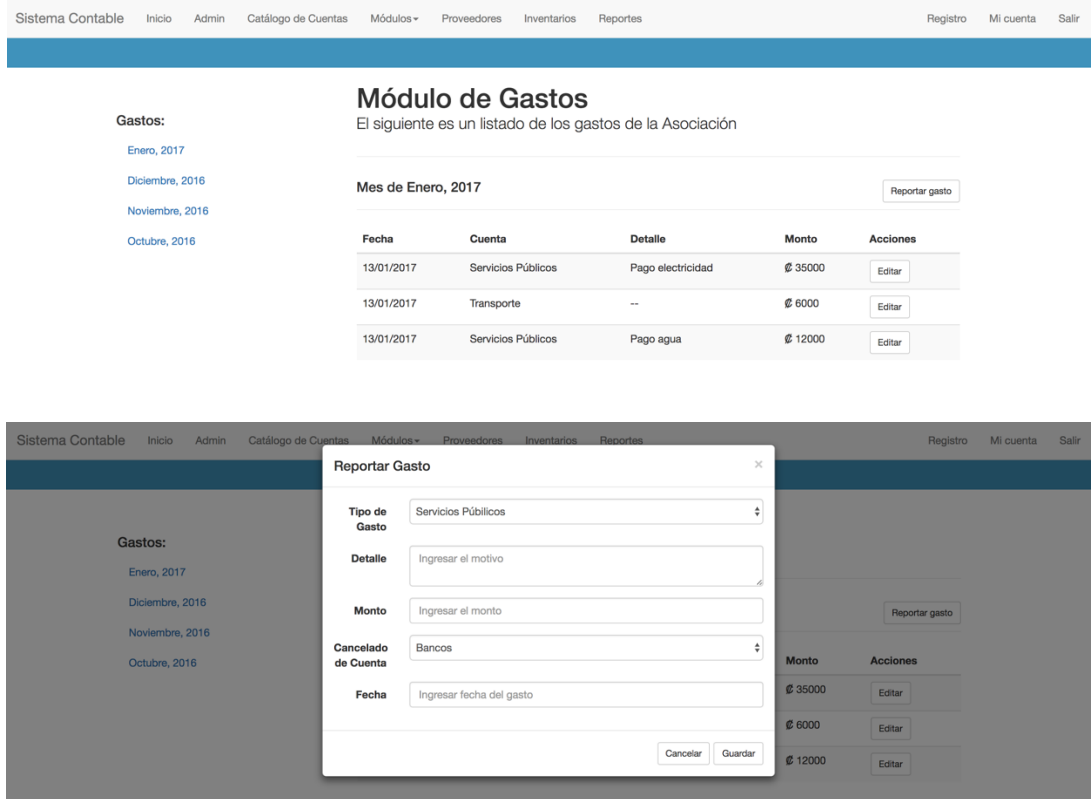 Sistema Contable Inicio Admin Catálogo de Cuentas Módulos Proveedores Inventarios Reportes Registro Mi cuenta Salir
Gastos:
Enero, 2017
Diciembre, 2016
Noviembre, 2016
Octubre, 2016
Módulo de Gastos
El siguiente es un listado de los gastos de la Asociación
Mes de Enero, 2017 Reportar gasto
Fecha Cuenta Detalle Monto Acciones
13/01/2017 Servicios Públicos Pago electricidad ₡ 35000 Editar
13/01/2017 Transporte -- ₡ 6000 Editar
13/01/2017 Servicios Públicos Pago agua ₡ 12000 Editar
Sistema Contable Inicio Admin Catálogo de Cuentas Módulos Proveedores Inventarios Reportes Registro Mi cuenta Salir
Gastos:
Enero, 2017
Diciembre, 2016
Noviembre, 2016
Octubre, 2016
Reportar Gasto ×
Tipo de Gasto Servicios Púbilicos
Detalle Ingresar el motivo
Monto Ingresar el monto
Cancelado de Cuenta Bancos
Fecha Ingresar fecha del gasto
Cancelar Guardar
Reportar gasto
Monto Acciones
₡ 35000 Editar
₡ 6000 Editar
₡ 12000 Editar